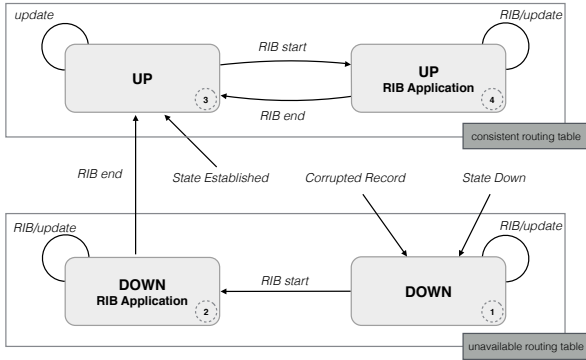 update
RIB/update
RIB start
UP
UP
RIB Application
3
4
RIB end
consistent routing table
RIB end
State Established
Corrupted Record
State Down
RIB/update
RIB/update
RIB start
DOWN
RIB Application
DOWN
2
1
unavailable routing table